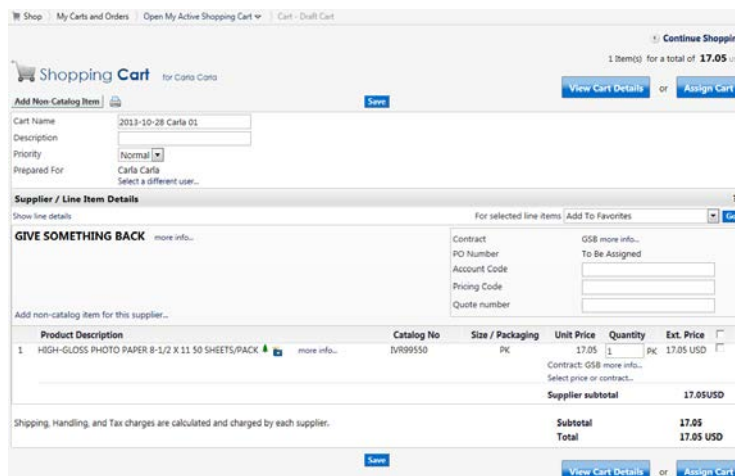 Shop My Carts and Orders Open My Active Shopping Cart Cart - Draft Cart
Continue Shoppin
1 Item(s) for a total of 17.05 us
Shopping Cart for Carla Carla
View Cart Details or Assign Cart
Add Non-Catalog Item Save
Cart Name 2013-10-28 Carla 01
Description
Priority Normal
Prepared For Carla Carla
Select a different user...
Supplier / Line Item Details
Show line details For selected line items Add To Favorites Go
GIVE SOMETHING BACK more info...
Contract GSB more info...
PO Number To Be Assigned
Account Code
Pricing Code
Quote number
Add non-catalog item for this supplier...
Product Description Catalog No Size / Packaging Unit Price Quantity Ext. Price
1 HIGH-GLOSS PHOTO PAPER 8-1/2 X 11 50 SHEETS/PACK more info... IVR99550 PK 17.05 1 PK 17.05 USD
Contract: GSB more info...
Select price or contract...
Supplier subtotal 17.05USD
Shipping, Handling, and Tax charges are calculated and charged by each supplier. Subtotal 17.05
Total 17.05 USD
Save
View Cart Details or Assign Cart